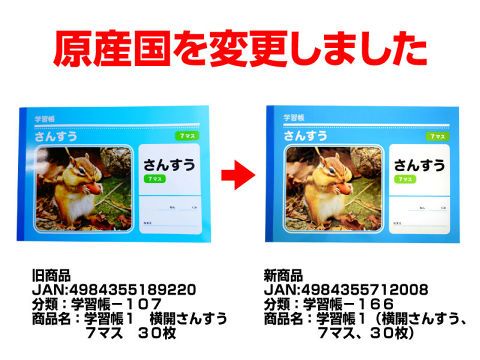 原産国を変更しました
学習帳
さんすう
7マス
さんすう
7マス
学習帳
さんすう
7マス
さんすう
7マス
旧商品
JAN:4984355189220
分類：学習帳－１０７
商品名：学習帳１　横開さんすう
７マス　３０枚
新商品
JAN:4984355712008
分類：学習帳－１６６
商品名：学習帳１（横開さんすう、
７マス、３０枚）